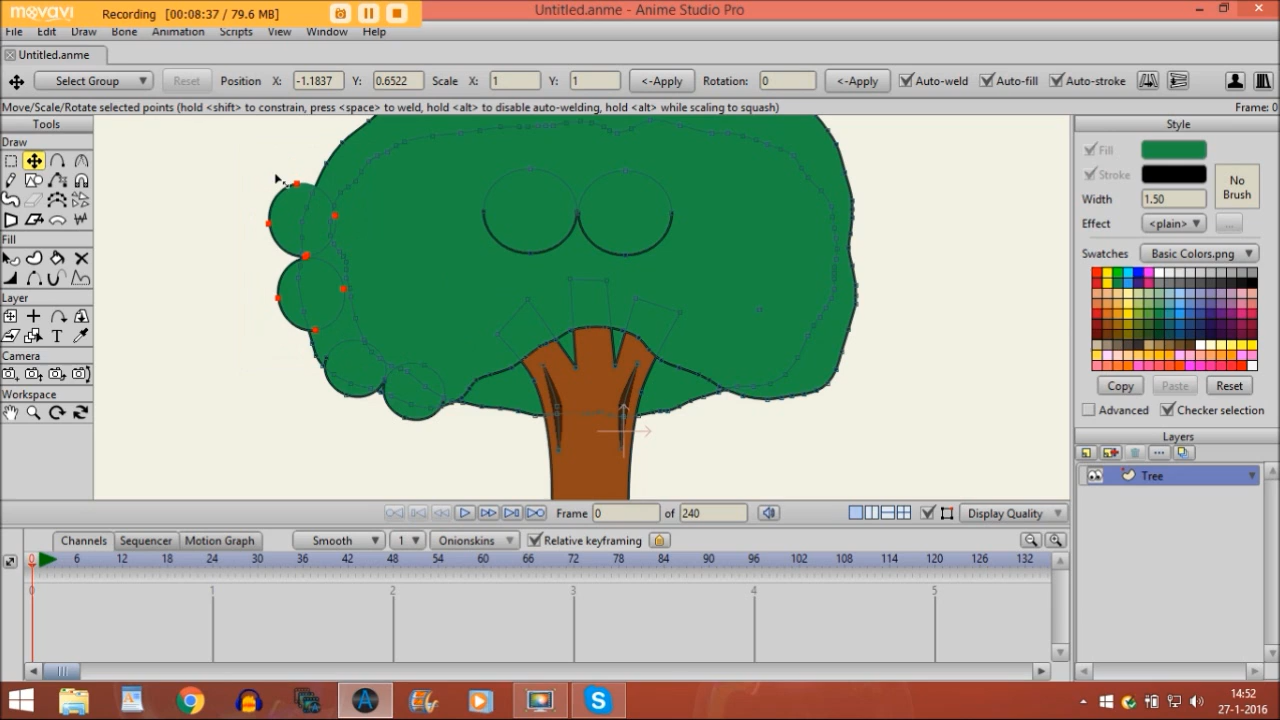 movavi Recording [00:08:37 / 79.6 MB]
Untitled.anme - Anime Studio Pro
File Edit Draw Bone Animation Scripts View Window Help
Untitled.anme
Select Group Reset Position X: -1.1837 Y: 0.6522 Scale X: 1 Y: 1 <-Apply Rotation: 0 <-Apply Auto-weld Auto-fill Auto-stroke
Move/Scale/Rotate selected points (hold <shift> to constrain, press <space> to weld, hold <alt> to disable auto-welding, hold <alt> while scaling to squash) Frame: 0
Tools
Draw
Fill
Layer
T
Camera
Workspace
Style
Fill
Stroke
Width 1.50
No
Brush
Effect <plain> ...
Swatches Basic Colors.png
Copy Paste Reset
Advanced Checker selection
Layers
Tree
Frame 0 of 240 Display Quality
Channels Sequencer Motion Graph Smooth 1 Onionskins Relative keyframing
0 6 12 18 24 30 36 42 48 54 60 66 72 78 84 90 96 102 108 114 120 126 132
0 1 2 3 4 5
14:52
27-1-2016